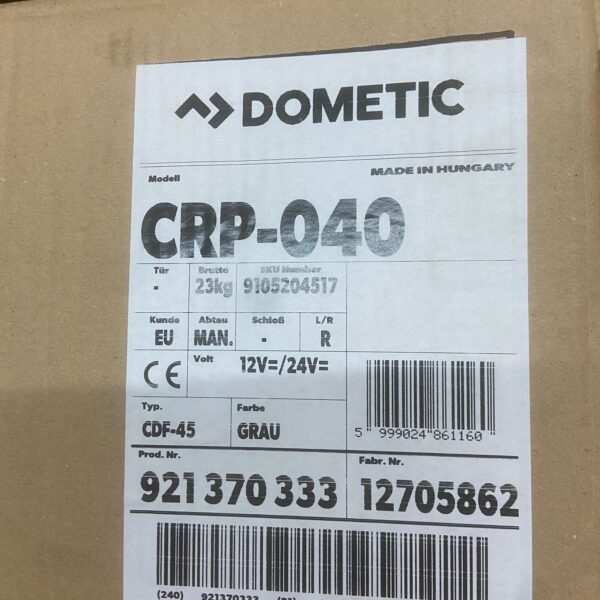 DOMETIC
Modell MADE IN HUNGARY
CRP-040
Tür Brutto SKU Number
- 23kg 9105204517
Kunde Abtau Schloß L/R
EU MAN. - R
CE Volt 12V=/24V=
Typ. Farbe
CDF-45 GRAU
5 999024 861160
Prod. Nr. Fabr. Nr.
921 370 333 12705862
(240) 921370333